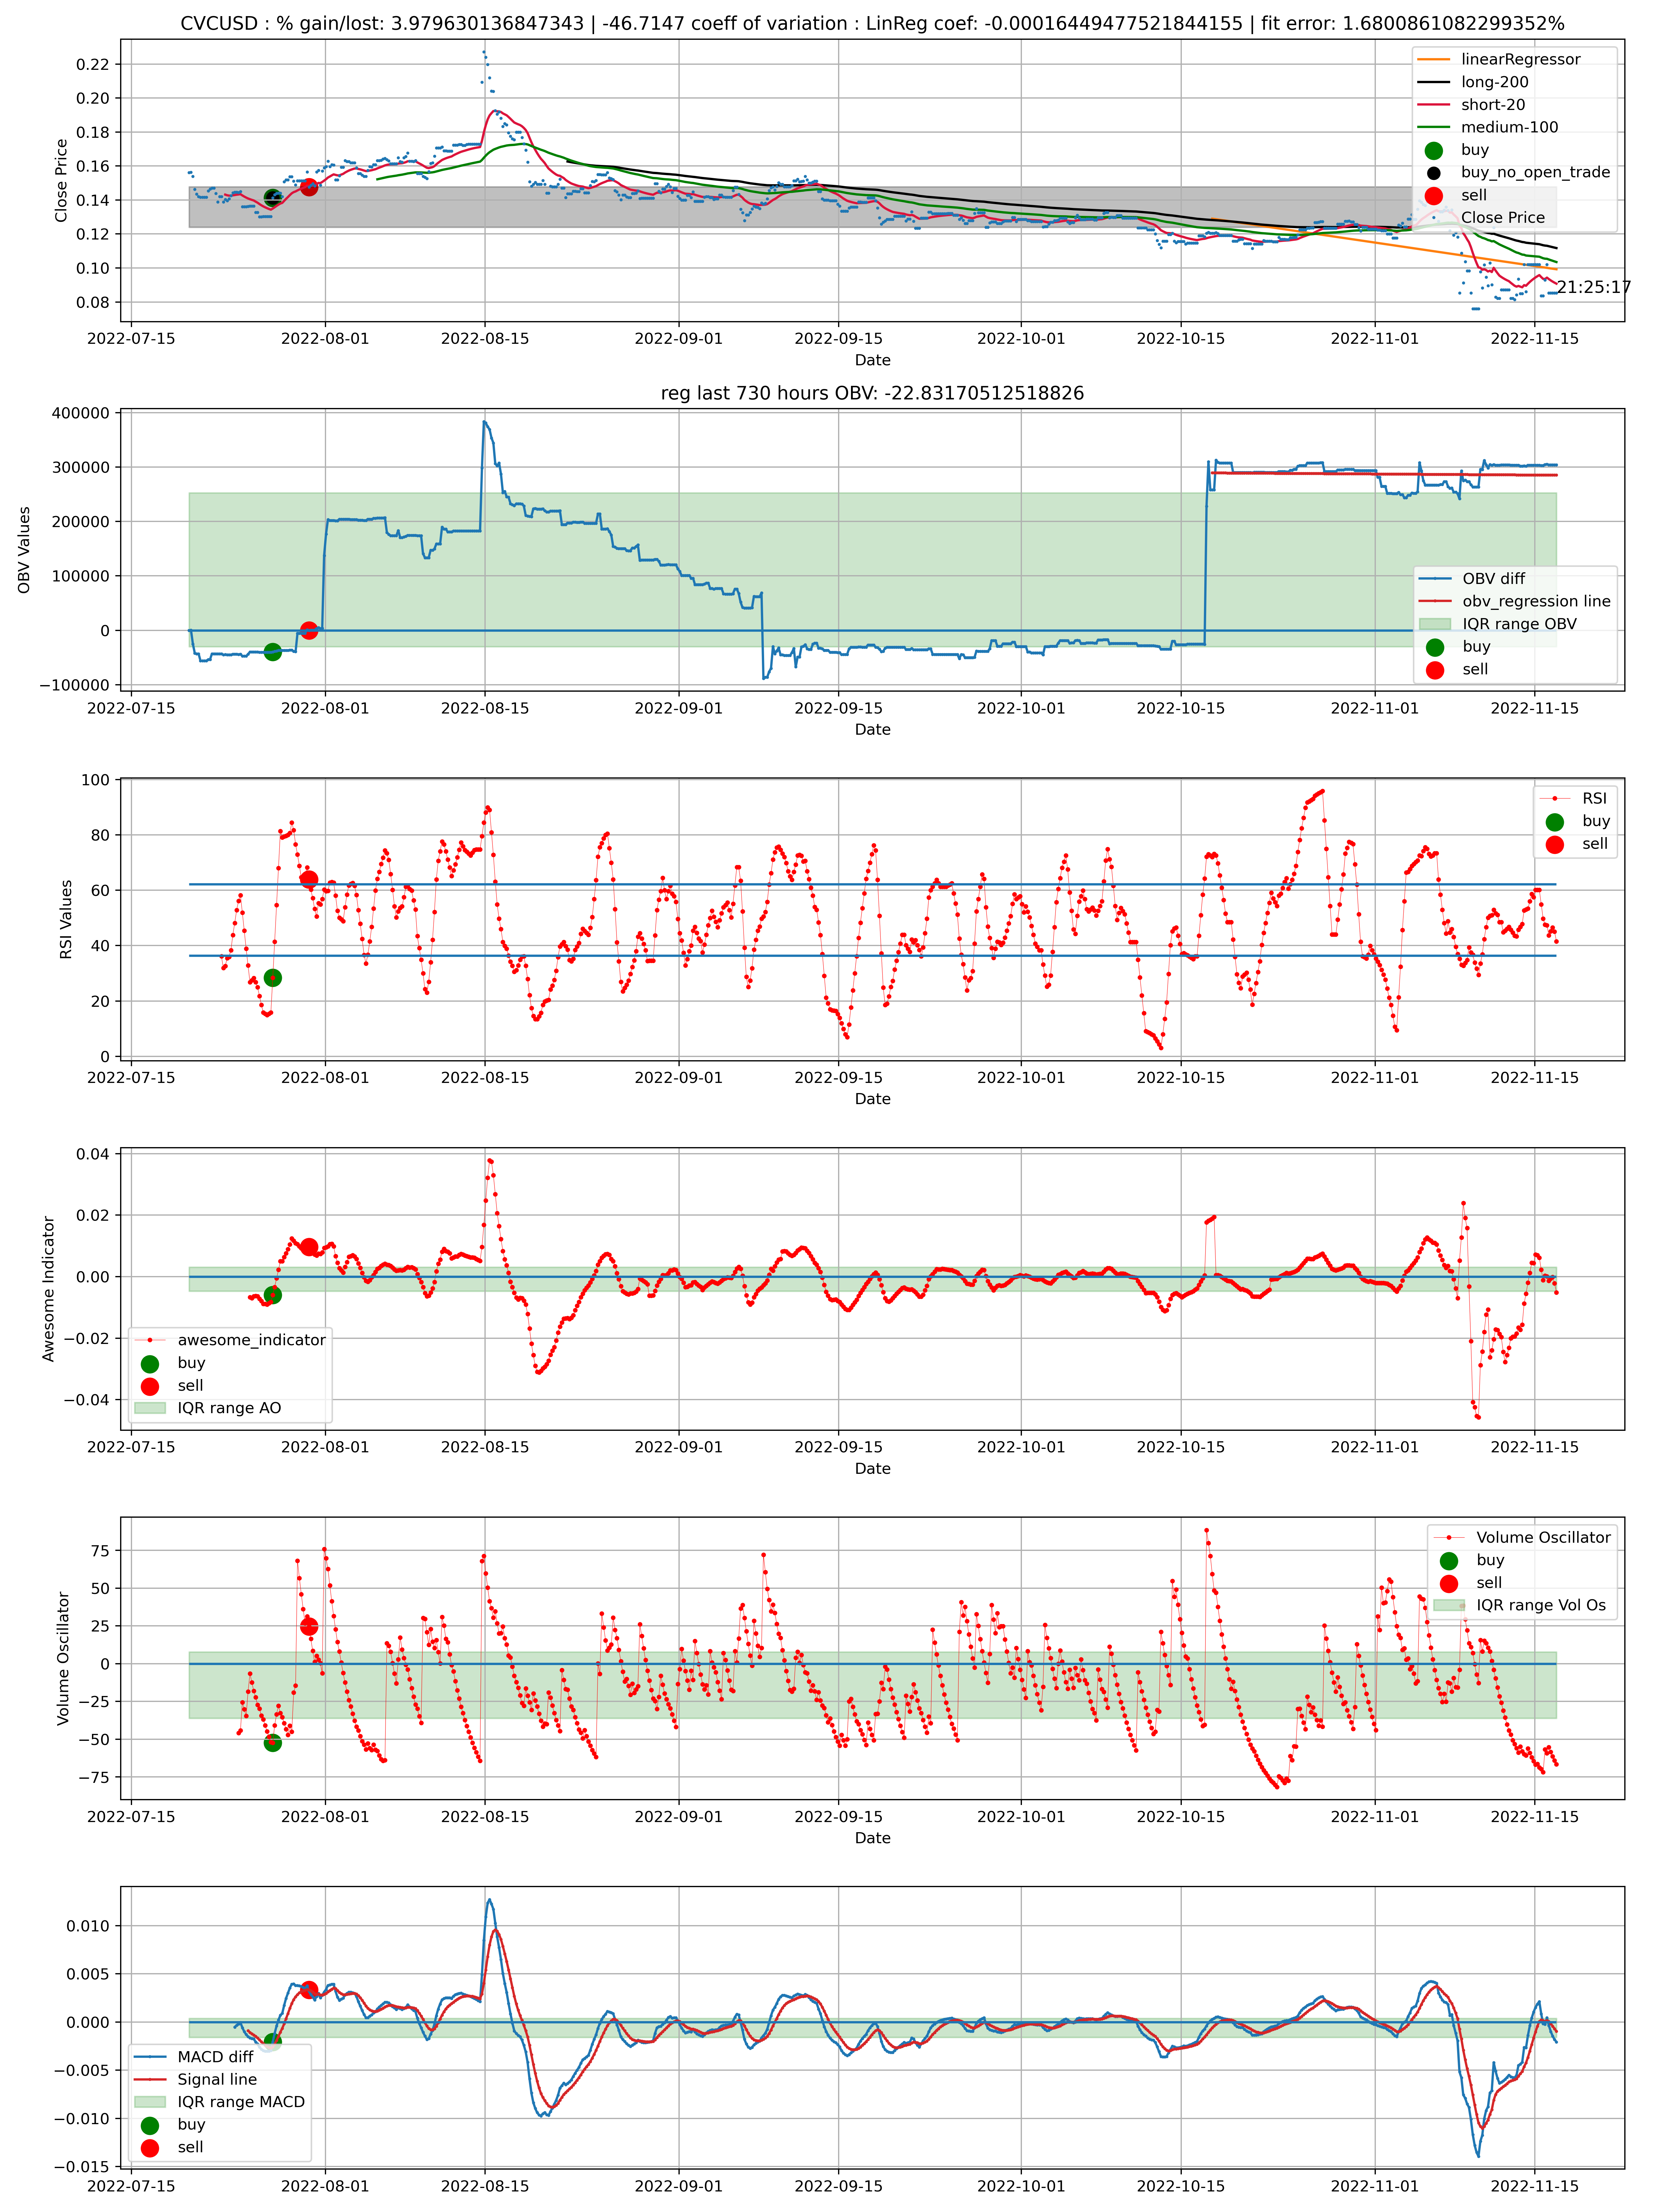 CVCUSD : % gain/lost: 3.979630136847343 | -46.7147 coeff of variation : LinReg coef: -0.00016449477521844155 | fit error: 1.6800861082299352%
Close Price
0.22
0.20
0.18
0.16
0.14
0.12
0.10
0.08
linearRegressor
long-200
short-20
medium-100
buy
buy_no_open_trade
sell
Close Price
21:25:17
2022-07-15 2022-08-01 2022-08-15 2022-09-01 2022-09-15 2022-10-01 2022-10-15 2022-11-01 2022-11-15
Date
reg last 730 hours OBV: -22.83170512518826
OBV Values
400000
300000
200000
100000
0
−100000
OBV diff
obv_regression line
IQR range OBV
buy
sell
2022-07-15 2022-08-01 2022-08-15 2022-09-01 2022-09-15 2022-10-01 2022-10-15 2022-11-01 2022-11-15
Date
RSI Values
100
80
60
40
20
0
RSI
buy
sell
2022-07-15 2022-08-01 2022-08-15 2022-09-01 2022-09-15 2022-10-01 2022-10-15 2022-11-01 2022-11-15
Date
Awesome Indicator
0.04
0.02
0.00
−0.02
−0.04
awesome_indicator
buy
sell
IQR range AO
2022-07-15 2022-08-01 2022-08-15 2022-09-01 2022-09-15 2022-10-01 2022-10-15 2022-11-01 2022-11-15
Date
Volume Oscillator
75
50
25
0
−25
−50
−75
Volume Oscillator
buy
sell
IQR range Vol Os
2022-07-15 2022-08-01 2022-08-15 2022-09-01 2022-09-15 2022-10-01 2022-10-15 2022-11-01 2022-11-15
Date
0.010
0.005
0.000
−0.005
−0.010
−0.015
MACD diff
Signal line
IQR range MACD
buy
sell
2022-07-15 2022-08-01 2022-08-15 2022-09-01 2022-09-15 2022-10-01 2022-10-15 2022-11-01 2022-11-15